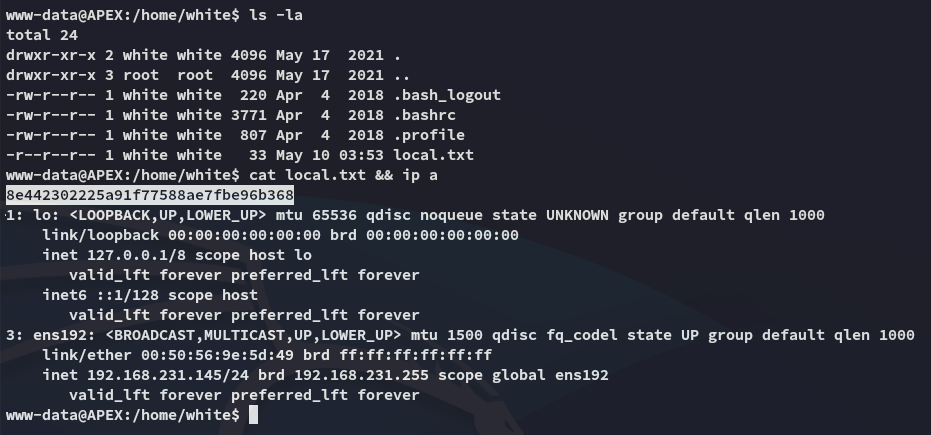 www-data@APEX:/home/white$ ls -la
total 24
drwxr-xr-x 2 white white 4096 May 17  2021 .
drwxr-xr-x 3 root  root  4096 May 17  2021 ..
-rw-r--r-- 1 white white  220 Apr  4  2018 .bash_logout
-rw-r--r-- 1 white white 3771 Apr  4  2018 .bashrc
-rw-r--r-- 1 white white  807 Apr  4  2018 .profile
-r--r--r-- 1 white white   33 May 10 03:53 local.txt
www-data@APEX:/home/white$ cat local.txt && ip a
8e442302225a91f77588ae7fbe96b368
1: lo: <LOOPBACK,UP,LOWER_UP> mtu 65536 qdisc noqueue state UNKNOWN group default qlen 1000
    link/loopback 00:00:00:00:00:00 brd 00:00:00:00:00:00
    inet 127.0.0.1/8 scope host lo
       valid_lft forever preferred_lft forever
    inet6 ::1/128 scope host
       valid_lft forever preferred_lft forever
3: ens192: <BROADCAST,MULTICAST,UP,LOWER_UP> mtu 1500 qdisc fq_codel state UP group default qlen 1000
    link/ether 00:50:56:9e:5d:49 brd ff:ff:ff:ff:ff:ff
    inet 192.168.231.145/24 brd 192.168.231.255 scope global ens192
       valid_lft forever preferred_lft forever
www-data@APEX:/home/white$